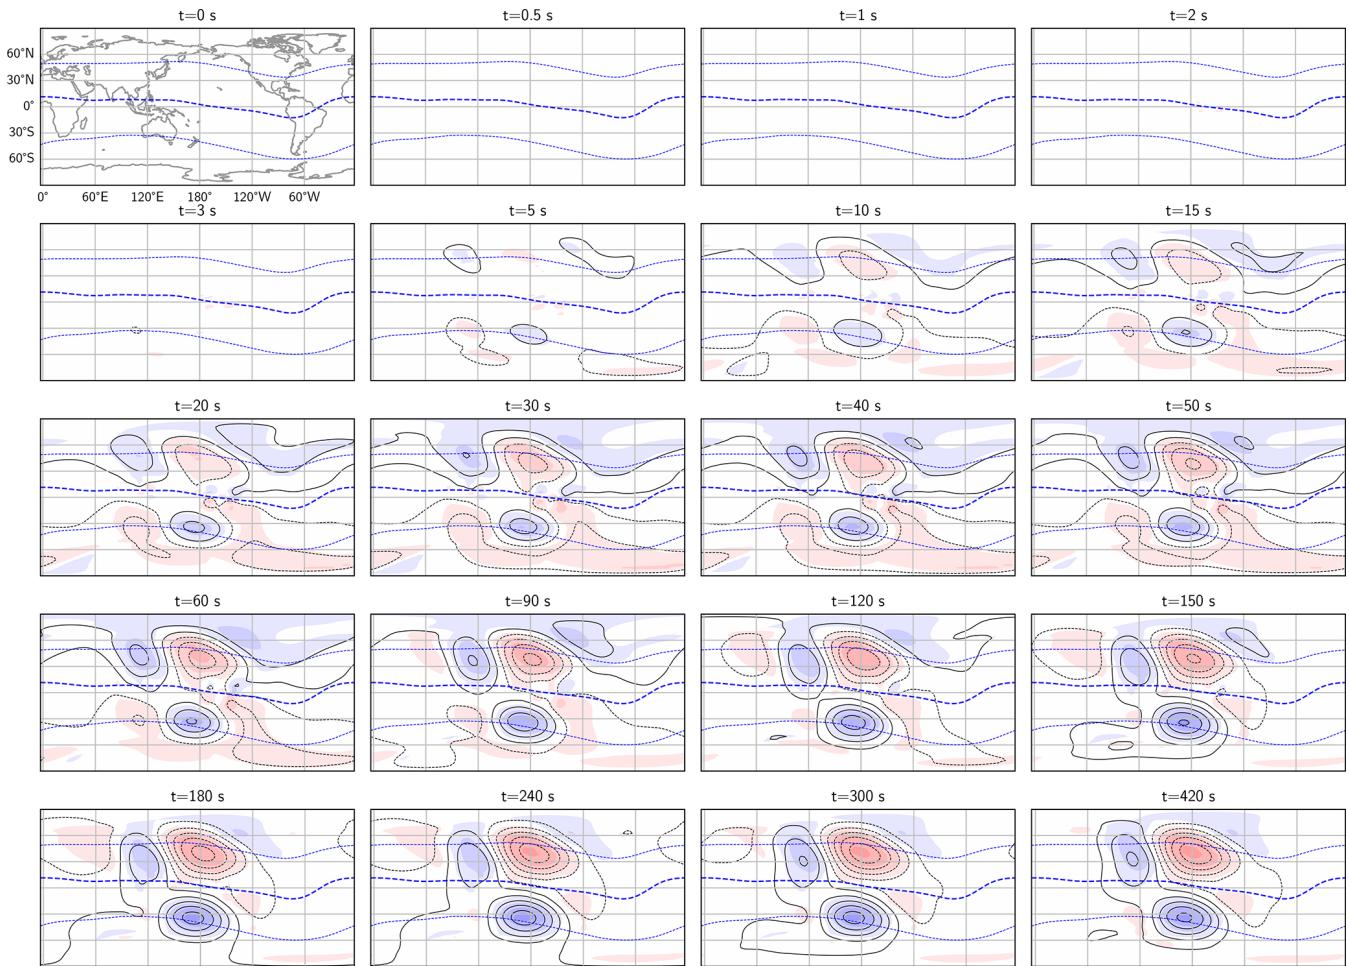 t=0 s
t=0.5 s
t=1 s
t=2 s
60°N
30°N
0°
30°S
60°S
0°
60°E
120°E
180°
120°W
60°W
t=3 s
t=5 s
t=10 s
t=15 s
t=20 s
t=30 s
t=40 s
t=50 s
t=60 s
t=90 s
t=120 s
t=150 s
t=180 s
t=240 s
t=300 s
t=420 s